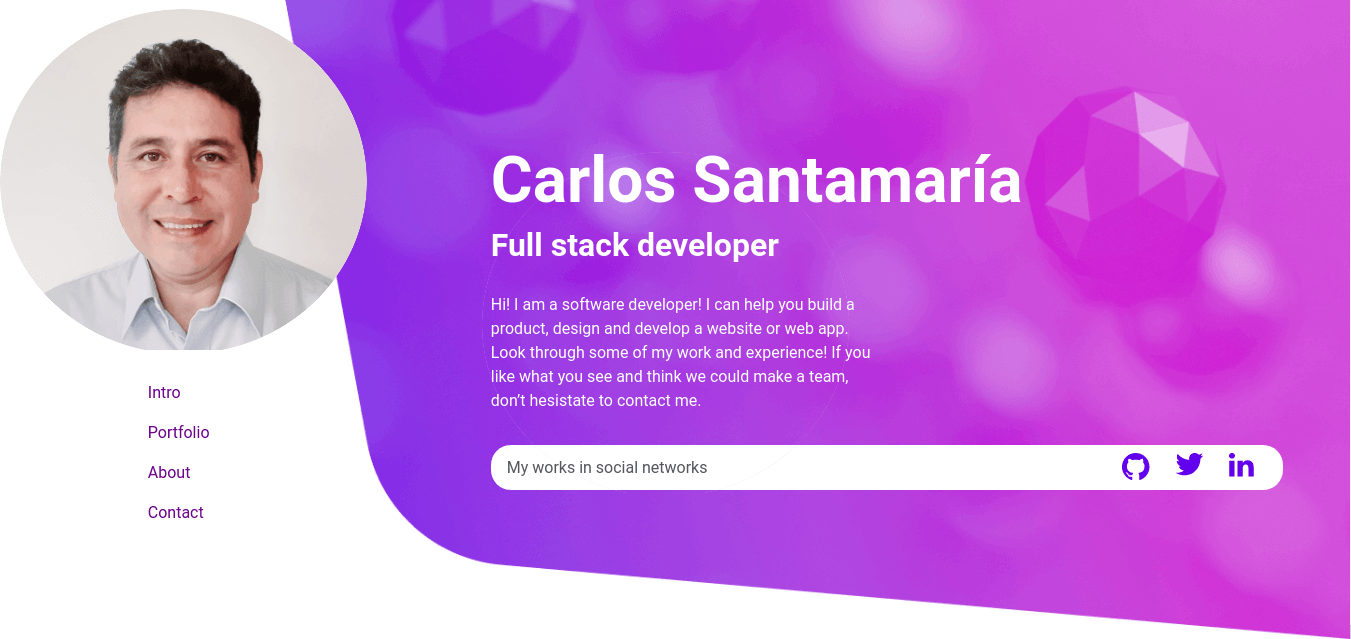 Carlos Santamaría
Full stack developer
Hi! I am a software developer! I can help you build a
product, design and develop a website or web app.
Look through some of my work and experience! If you
like what you see and think we could make a team,
don’t hesistate to contact me.
My works in social networks
Intro
Portfolio
About
Contact